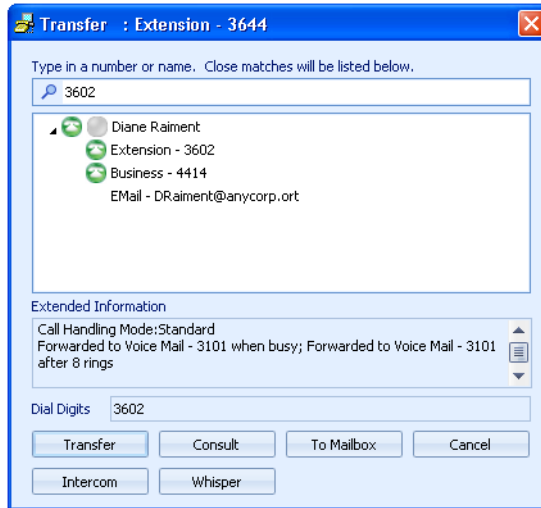 Transfer : Extension - 3644
Type in a number or name. Close matches will be listed below.
3602
Diane Raiment
Extension - 3602
Business - 4414
EMail - DRaiment@anycorp.ort
Extended Information
Call Handling Mode:Standard
Forwarded to Voice Mail - 3101 when busy; Forwarded to Voice Mail - 3101
after 8 rings
Dial Digits 3602
Transfer Consult To Mailbox Cancel
Intercom Whisper